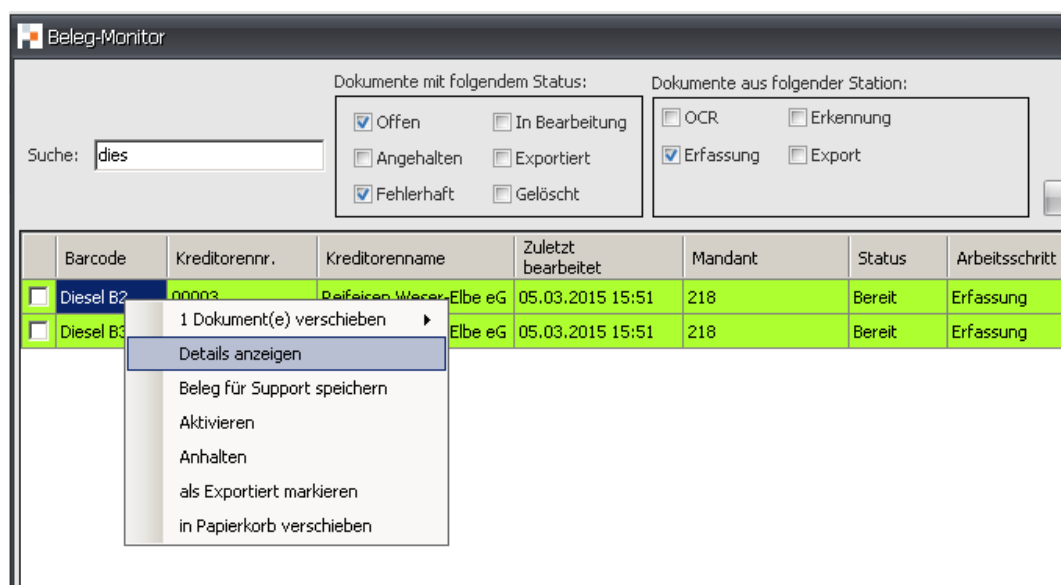 Beleg-Monitor
Dokumente mit folgendem Status:
Dokumente aus folgender Station:
Offen
In Bearbeitung
OCR
Erkennung
Suche: dies
Angehalten
Exportiert
Erfassung
Export
Fehlerhaft
Gelöscht
Barcode
Kreditorennr.
Kreditorenname
Zuletzt
bearbeitet
Mandant
Status
Arbeitsschritt
Diesel B2 00003 Reifeisen Weser-Elbe eG 05.03.2015 15:51 218 Bereit Erfassung
Diesel B3 Elbe eG 05.03.2015 15:51 218 Bereit Erfassung
1 Dokument(e) verschieben
Details anzeigen
Beleg für Support speichern
Aktivieren
Anhalten
als Exportiert markieren
in Papierkorb verschieben